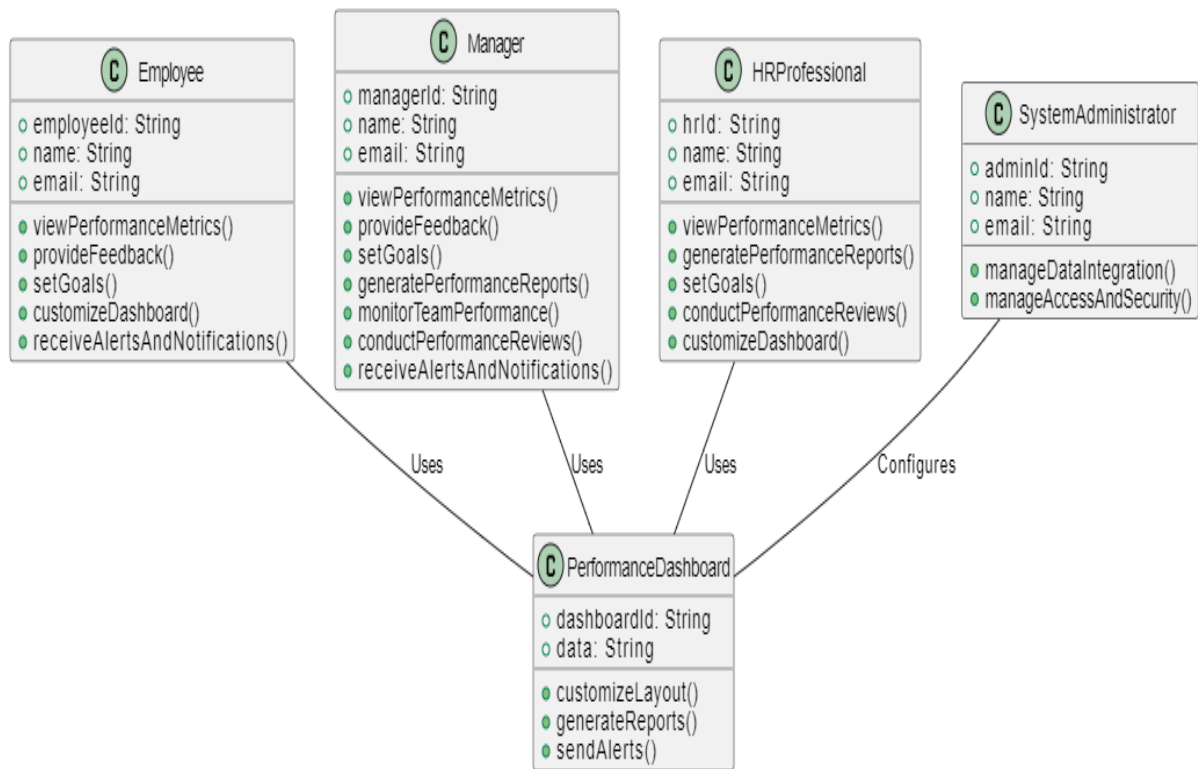 C Employee
employeeId: String
name: String
email: String
viewPerformanceMetrics()
provideFeedback()
setGoals()
customizeDashboard()
receiveAlertsAndNotifications()
C Manager
managerId: String
name: String
email: String
viewPerformanceMetrics()
provideFeedback()
setGoals()
generatePerformanceReports()
monitorTeamPerformance()
conductPerformanceReviews()
receiveAlertsAndNotifications()
C HRProfessional
hrId: String
name: String
email: String
viewPerformanceMetrics()
generatePerformanceReports()
setGoals()
conductPerformanceReviews()
customizeDashboard()
C SystemAdministrator
adminId: String
name: String
email: String
manageDataIntegration()
manageAccessAndSecurity()
Uses
Uses
Uses
Configures
C PerformanceDashboard
dashboardId: String
data: String
customizeLayout()
generateReports()
sendAlerts()